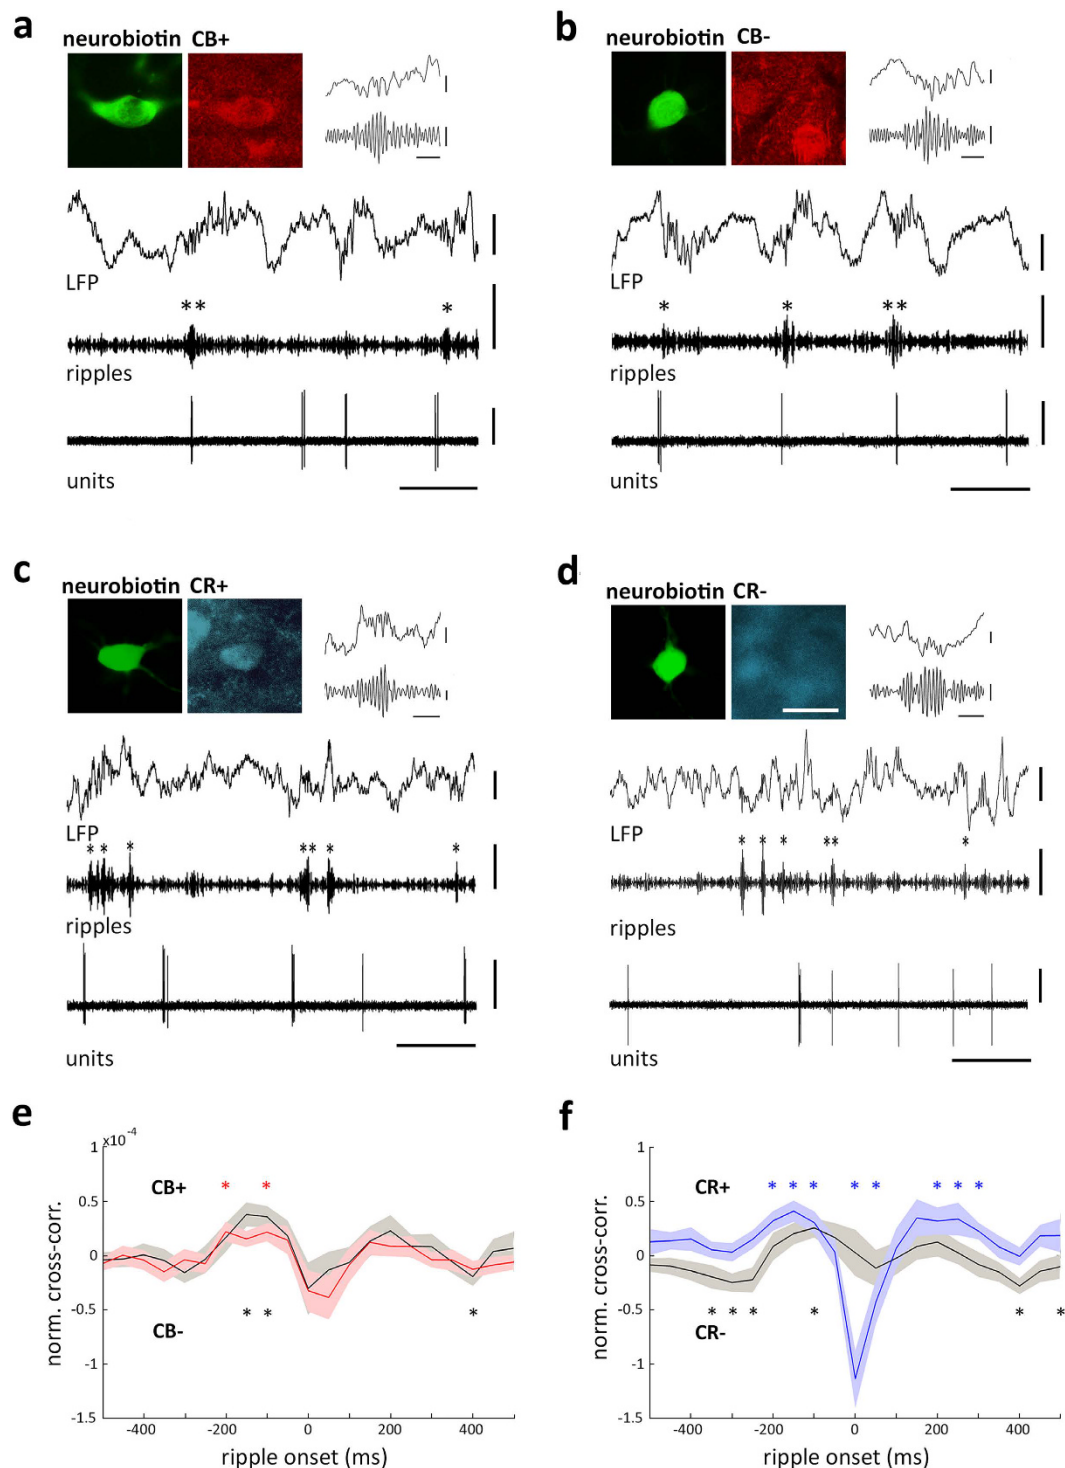 a
neurobiotin CB+
LFP
** *
ripples
units
b
neurobiotin CB-
LFP
* * **
ripples
units
c
neurobiotin CR+
LFP
* * * ** * *
ripples
units
d
neurobiotin CR-
LFP
* * * ** *
ripples
units
e
x10-4
1
0.5
0
-0.5
-1
-1.5
norm. cross-corr.
CB+
* *
CB-
* * *
-400 -200 0 200 400
ripple onset (ms)
f
1
0.5
0
-0.5
-1
-1.5
norm. cross-corr.
CR+
* * * * * * * *
CR-
* * * * * *
-400 -200 0 200 400
ripple onset (ms)